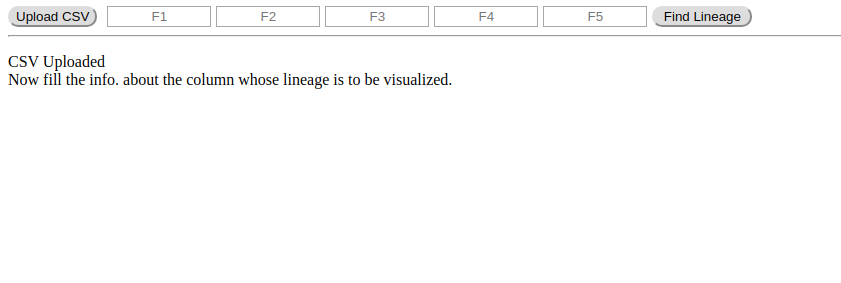 Upload CSV F1 F2 F3 F4 F5 Find Lineage
CSV Uploaded
Now fill the info. about the column whose lineage is to be visualized.